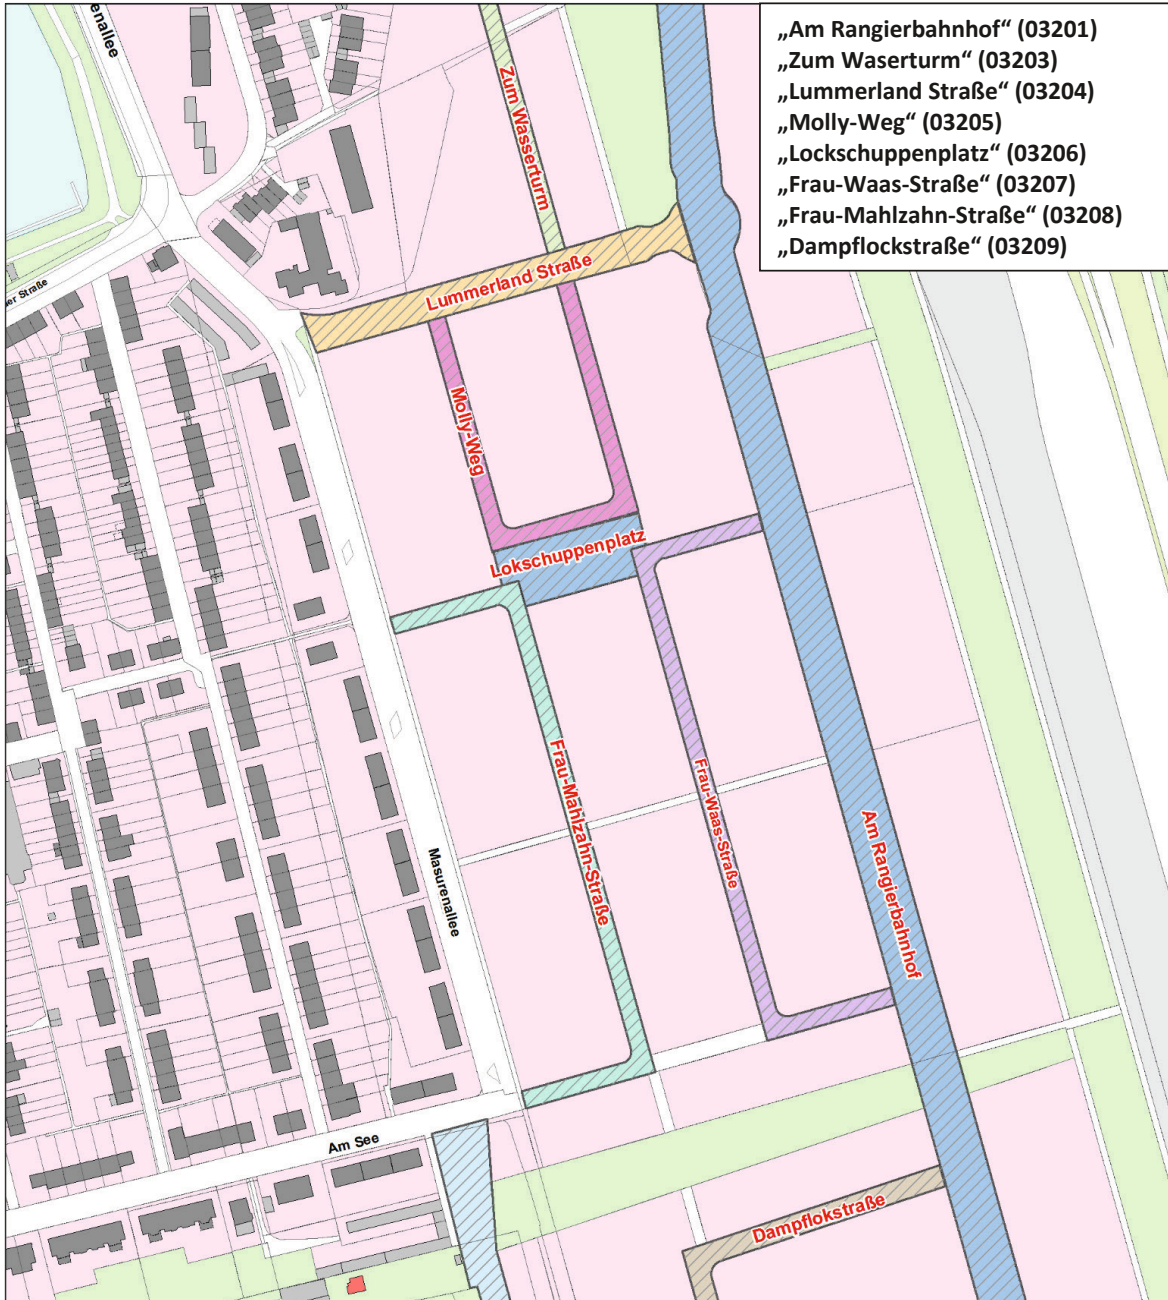 „Am Rangierbahnhof“ (03201)
„Zum Waserturm“ (03203)
„Lummerland Straße“ (03204)
„Molly-Weg“ (03205)
„Lockschuppenplatz“ (03206)
„Frau-Waas-Straße“ (03207)
„Frau-Mahlzahn-Straße“ (03208)
„Dampflockstraße“ (03209)
urenallee
Zum Wasserturm
Lummerland Straße
er Straße
Molly-Weg
Lokschuppenplatz
Frau-Mahlzahn-Straße
Frau-Waas-Straße
Am Rangierbahnhof
Masurenallee
Am See
Dampflokstraße